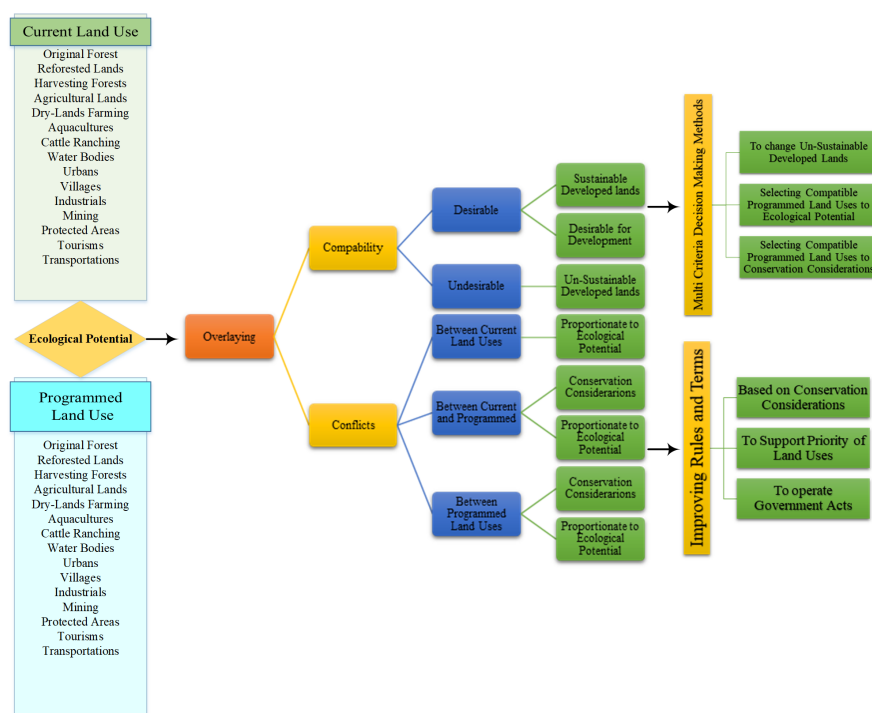 Current Land Use
Original Forest
Reforested Lands
Harvesting Forests
Agricultural Lands
Dry-Lands Farming
Aquacultures
Cattle Ranching
Water Bodies
Urbans
Villages
Industrials
Mining
Protected Areas
Tourisms
Transportations
Ecological Potential
Programmed
Land Use
Original Forest
Reforested Lands
Harvesting Forests
Agricultural Lands
Dry-Lands Farming
Aquacultures
Cattle Ranching
Water Bodies
Urbans
Villages
Industrials
Mining
Protected Areas
Tourisms
Transportations
Overlaying
Compability
Conflicts
Desirable
Undesirable
Between Current
Land Uses
Between Current
and Programmed
Between
Programmed
Land Uses
Sustainable
Developed lands
Desirable for
Development
Un-Sustainable
Developed lands
Proportionate to
Ecological
Potential
Conservation
Considerarions
Proportionate to
Ecological
Potential
Conservation
Considerarions
Proportionate to
Ecological
Potential
Multi Criteria Decision Making Methods
To change Un-Sustainable
Developed Lands
Selecting Compatible
Programmed Land Uses to
Ecological Potential
Selecting Compatible
Programmed Land Uses to
Conservation Considerations
Improving Rules and Terms
Based on Conservation
Considerations
To Support Priority of
Land Uses
To operate
Government Acts